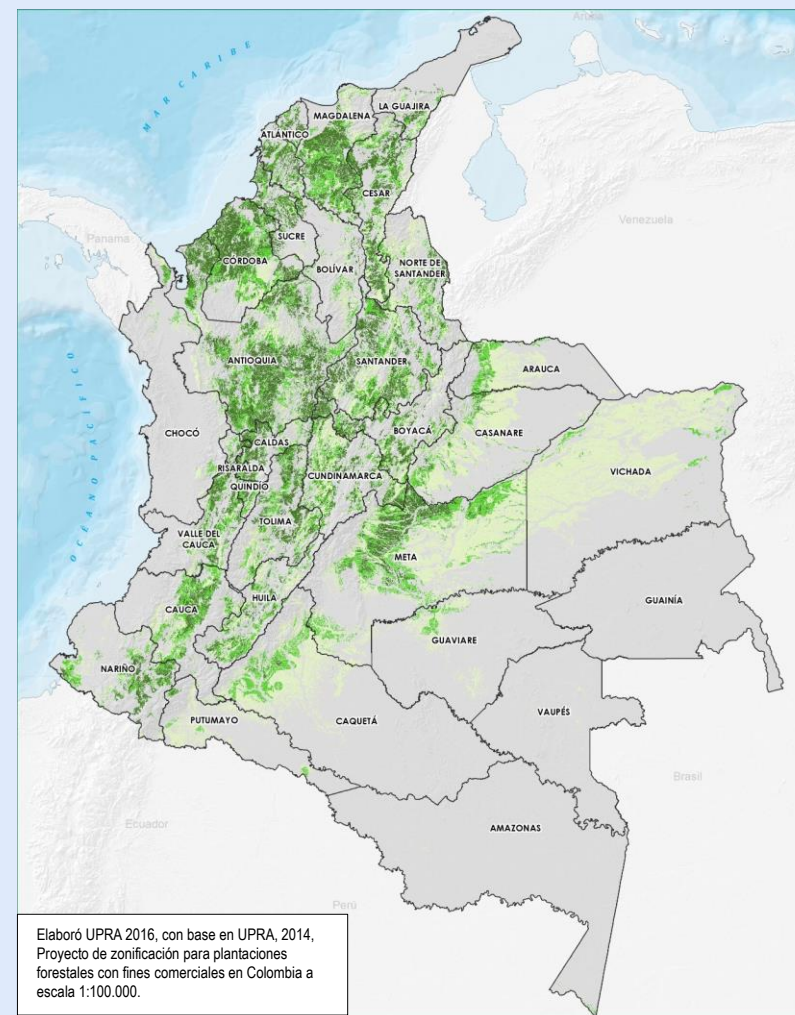 Aruba
MAR CARIBE
LA GUAJIRA
MAGDALENA
ATLÁNTICO
CESAR
Panama
Venezuela
SUCRE
CÓRDOBA
BOLÍVAR
NORTE DE
SANTANDER
ANTIOQUIA
SANTANDER
ARAUCA
OCÉANO PACÍFICO
CHOCÓ
BOYACÁ
CASANARE
CALDAS
RISARALDA
CUNDINAMARCA
VICHADA
QUINDÍO
TOLIMA
VALLE DEL
CAUCA
META
HUILA
GUAINÍA
CAUCA
GUAVIARE
NARIÑO
PUTUMAYO
CAQUETÁ
VAUPÉS
Brasil
Ecuador
AMAZONAS
Perú
Elaboró UPRA 2016, con base en UPRA, 2014,
Proyecto de zonificación para plantaciones
forestales con fines comerciales en Colombia a
escala 1:100.000.